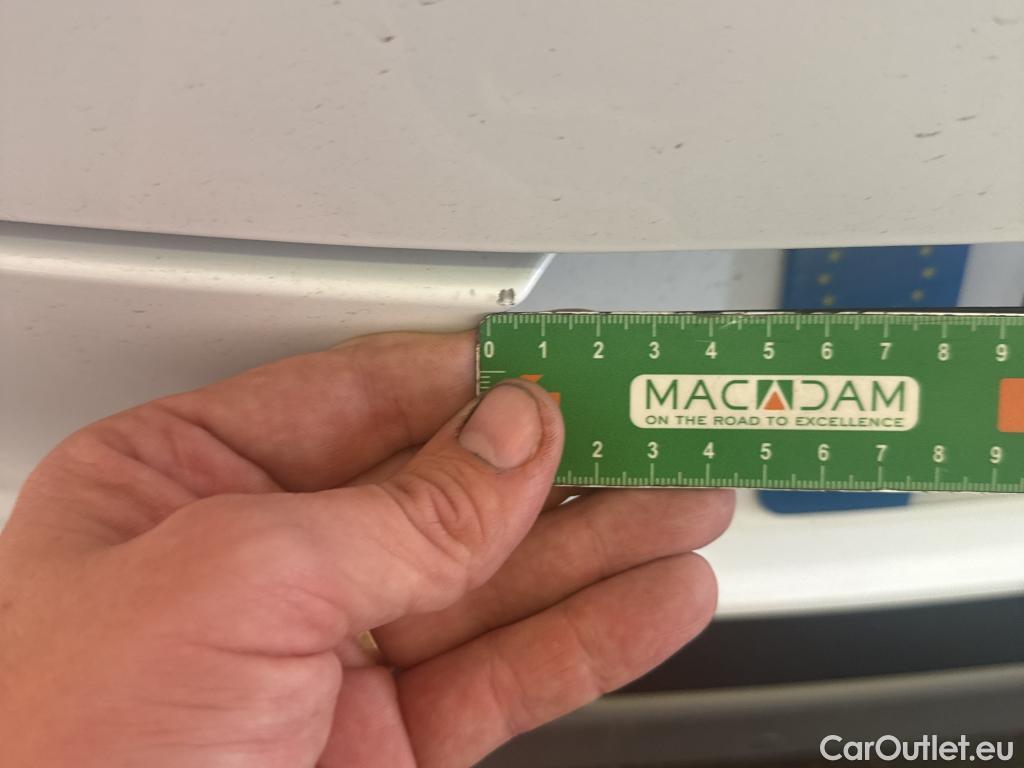 0 1 2 3 4 5 6 7 8 9
MACADAM
ON THE ROAD TO EXCELLENCE
2 3 4 5 6 7 8 9
CarOutlet.eu